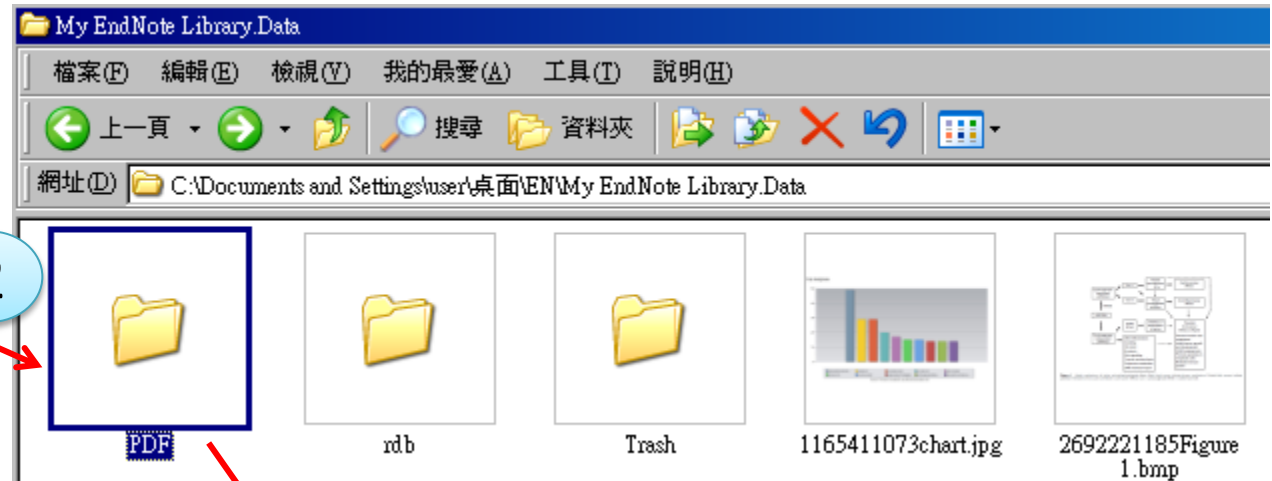 My EndNote Library.Data
檔案(F) 編輯(E) 檢視(V) 我的最愛(A) 工具(T) 說明(H)
上一頁 搜尋 資料夾
網址(D) C:\Documents and Settings\user\桌面\EN\My EndNote Library.Data
PDF rdb Trash 1165411073chart.jpg 2692221185Figure
1.bmp